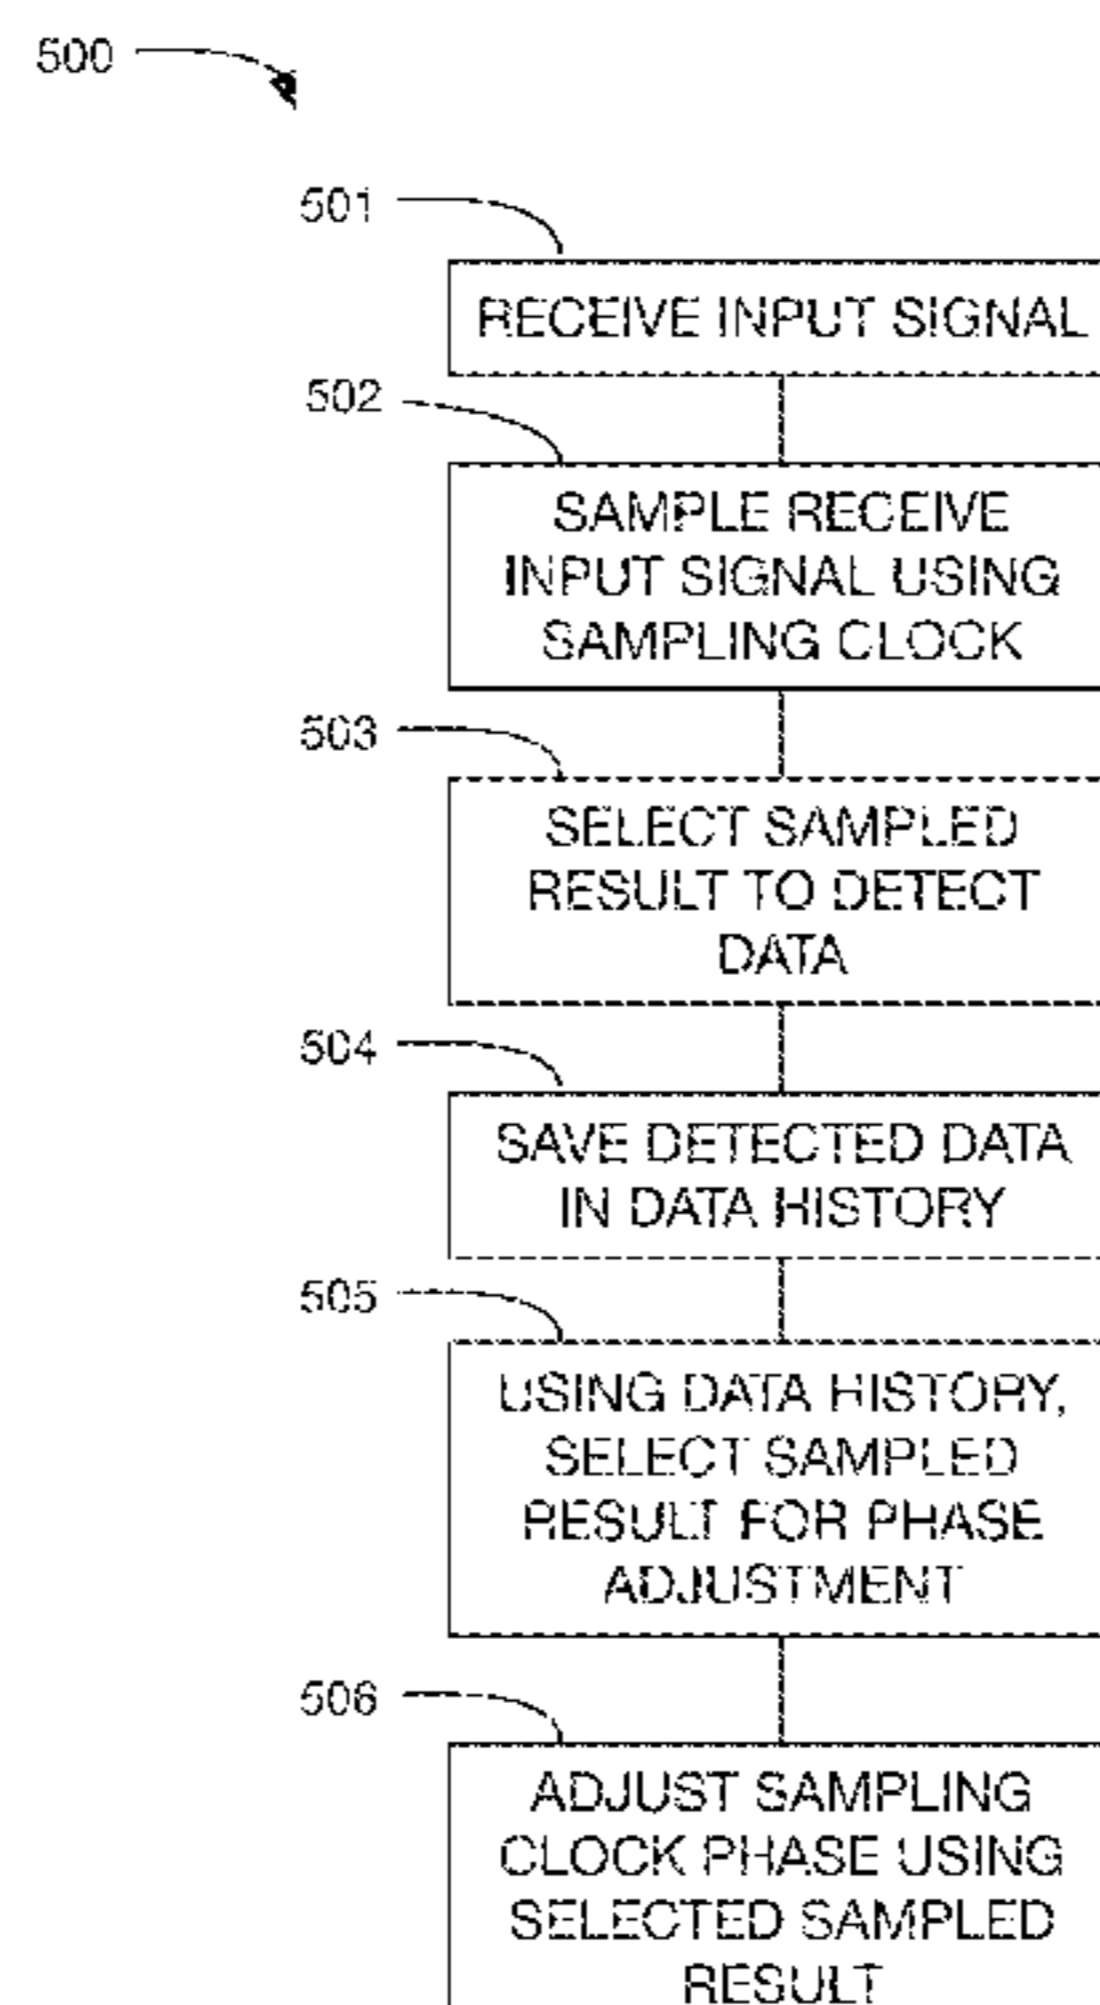 500
501
RECEIVE INPUT SIGNAL
502
SAMPLE RECEIVE
INPUT SIGNAL USING
SAMPLING CLOCK
503
SELECT SAMPLED
RESULT TO DETECT
DATA
504
SAVE DETECTED DATA
IN DATA HISTORY
505
USING DATA HISTORY,
SELECT SAMPLED
RESULT FOR PHASE
ADJUSTMENT
506
ADJUST SAMPLING
CLOCK PHASE USING
SELECTED SAMPLED
RESULT